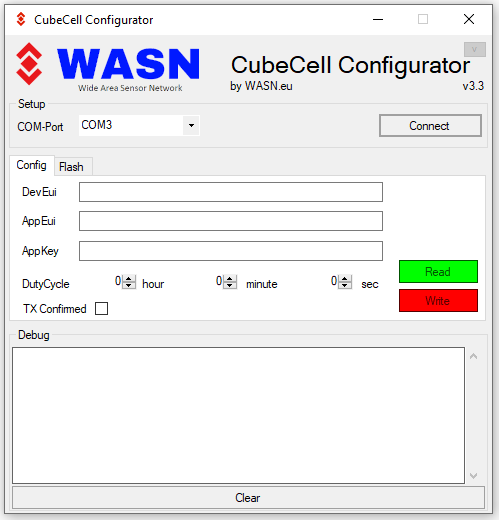 CubeCell Configurator
WASN
Wide Area Sensor Network
CubeCell Configurator
by WASN.eu
v3.3
v
Setup
COM-Port COM3 Connect
Config Flash
DevEui
AppEui
AppKey
DutyCycle 0 hour 0 minute 0 sec
Read
TX Confirmed
Write
Debug
Clear